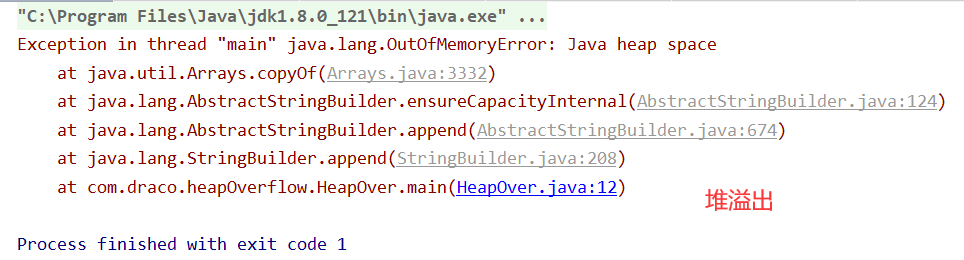 "C:\Program Files\Java\jdk1.8.0_121\bin\java.exe" ...
Exception in thread "main" java.lang.OutOfMemoryError: Java heap space
    at java.util.Arrays.copyOf(Arrays.java:3332)
    at java.lang.AbstractStringBuilder.ensureCapacityInternal(AbstractStringBuilder.java:124)
    at java.lang.AbstractStringBuilder.append(AbstractStringBuilder.java:674)
    at java.lang.StringBuilder.append(StringBuilder.java:208)
    at com.draco.heapOverflow.HeapOver.main(HeapOver.java:12)
堆溢出
Process finished with exit code 1